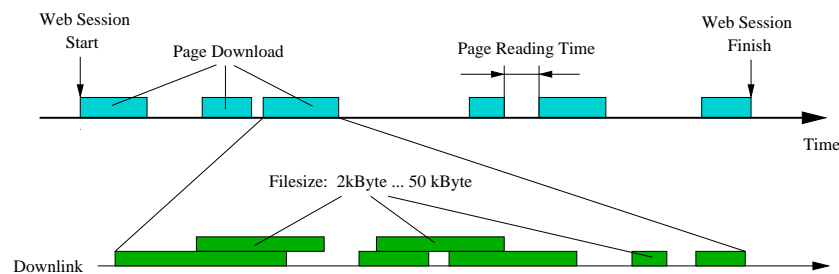 Web Session
Start
Page Download
Page Reading Time
Web Session
Finish
Time
Filesize: 2kByte ... 50 kByte
Downlink